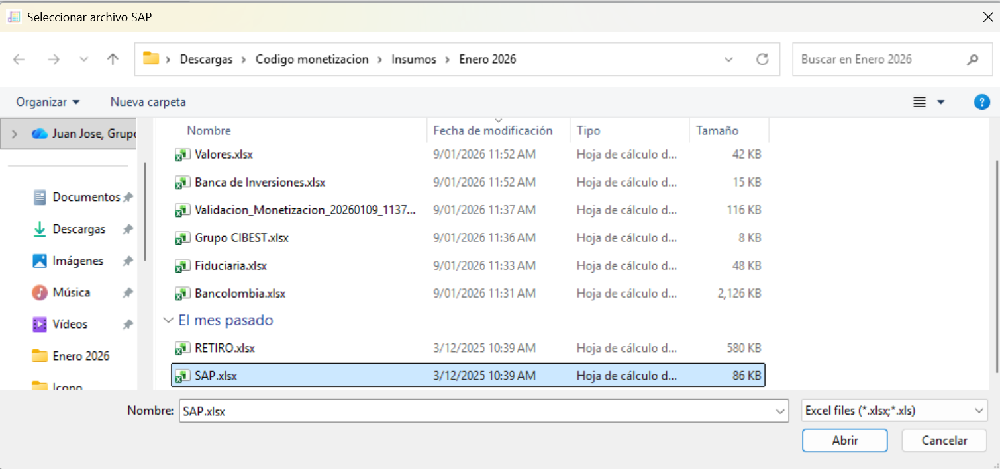 Seleccionar archivo SAP
Descargas > Codigo monetizacion > Insumos > Enero 2026
Buscar en Enero 2026
Organizar
Nueva carpeta
Juan Jose, Grupo
Documentos
Descargas
Imágenes
Música
Vídeos
Enero 2026
Icono
Nombre Fecha de modificación Tipo Tamaño
Valores.xlsx 9/01/2026 11:52 AM Hoja de cálculo d... 42 KB
Banca de Inversiones.xlsx 9/01/2026 11:52 AM Hoja de cálculo d... 15 KB
Validacion_Monetizacion_20260109_1137... 9/01/2026 11:37 AM Hoja de cálculo d... 116 KB
Grupo CIBEST.xlsx 9/01/2026 11:36 AM Hoja de cálculo d... 8 KB
Fiduciaria.xlsx 9/01/2026 11:33 AM Hoja de cálculo d... 48 KB
Bancolombia.xlsx 9/01/2026 11:31 AM Hoja de cálculo d... 2,126 KB
El mes pasado
RETIRO.xlsx 3/12/2025 10:39 AM Hoja de cálculo d... 580 KB
SAP.xlsx 3/12/2025 10:39 AM Hoja de cálculo d... 86 KB
Nombre: SAP.xlsx
Excel files (*.xlsx;*.xls)
Abrir
Cancelar